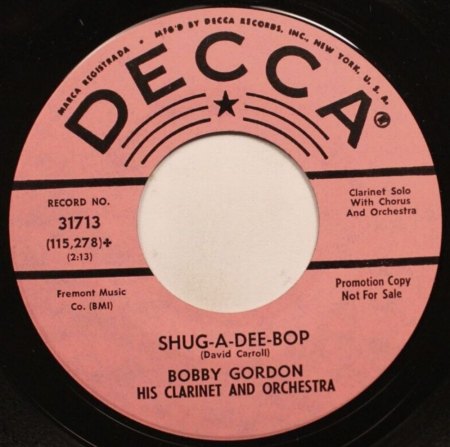 MARCA REGISTRADA • MFG'D BY DECCA RECORDS, INC., NEW YORK, U. S. A.
DECCA®
RECORD NO.
31713
(115,278)+
(2:13)
Clarinet Solo
With Chorus
And Orchestra
Fremont Music
Co. (BMI)
Promotion Copy
Not For Sale
SHUG-A-DEE-BOP
(David Carroll)
BOBBY GORDON
HIS CLARINET AND ORCHESTRA